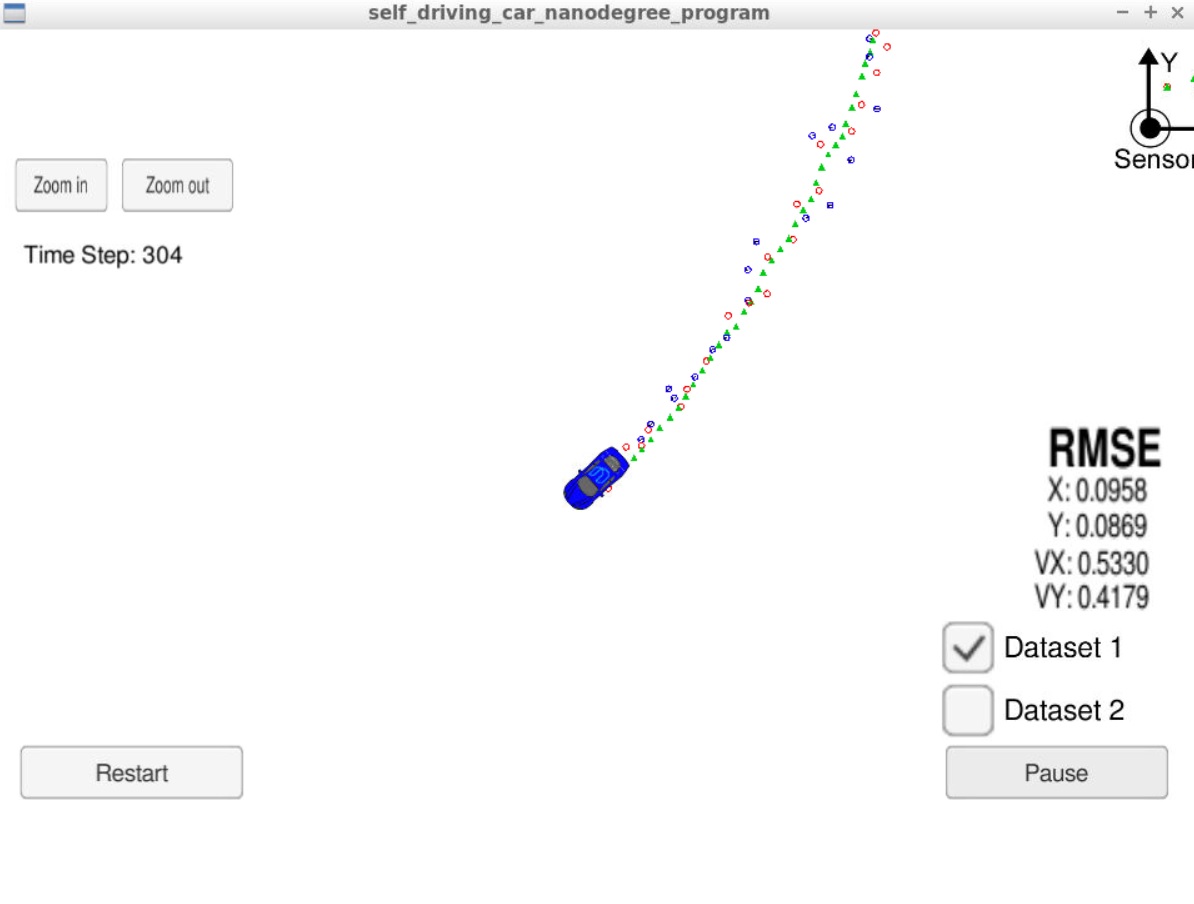 self_driving_car_nanodegree_program
Y
Sensor
Zoom in
Zoom out
Time Step: 304
RMSE
X: 0.0958
Y: 0.0869
VX: 0.5330
VY: 0.4179
Dataset 1
Dataset 2
Restart
Pause